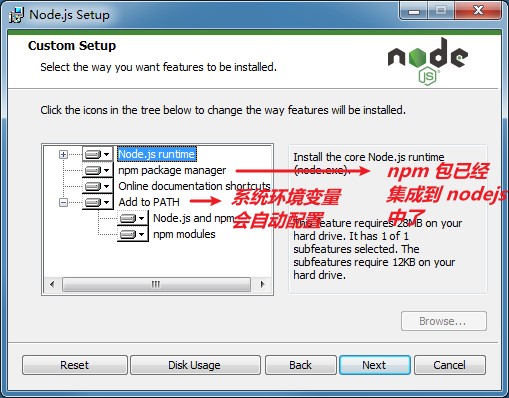 Node.js Setup
Custom Setup
Select the way you want features to be installed.
node
JS
Click the icons in the tree below to change the way features will be installed.
Node.js runtime
npm package manager
Online documentation shortcuts
Add to PATH
Node.js and npm
npm modules
系统环境变量
会自动配置
Install the core Node.js runtime
(node.exe).
npm 包已经
集成到 nodejs
中了
This feature requires 28MB on your
hard drive. It has 1 of 1
subfeatures selected. The
subfeatures require 12KB on your
hard drive.
Browse...
Reset
Disk Usage
Back
Next
Cancel